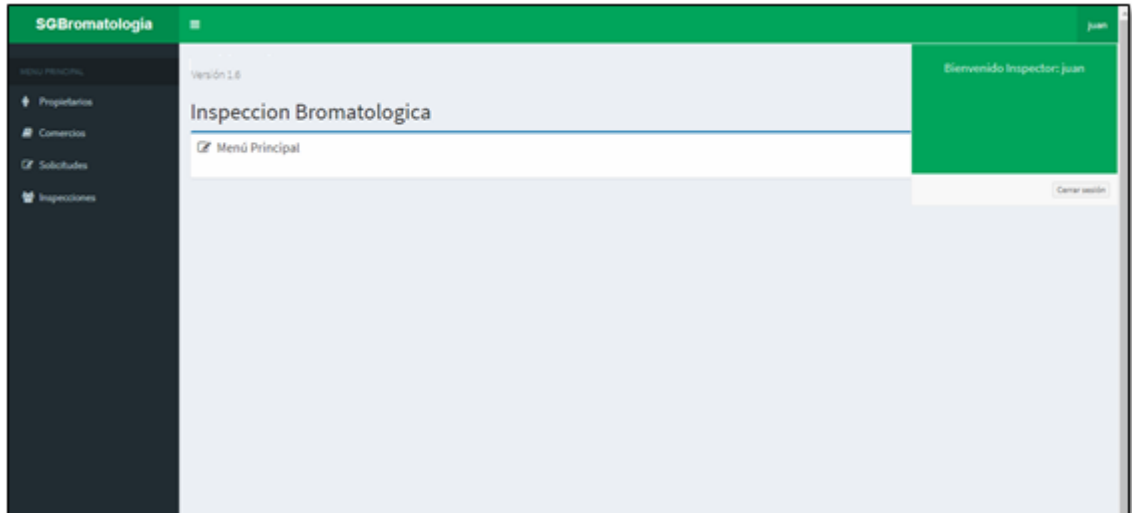 SGBromatologia
juan
MENU PRINCIPAL
Propietarios
Comercios
Solicitudes
Inspecciones
Versión 1.6
Inspeccion Bromatologica
Menú Principal
Bienvenido Inspector: juan
Cerrar sesión